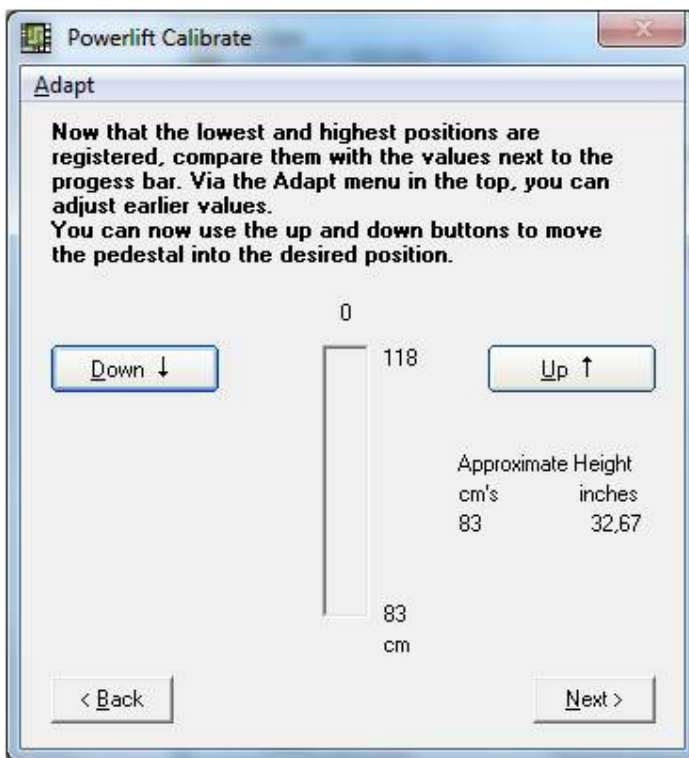 Powerlift Calibrate
Adapt
Now that the lowest and highest positions are
registered, compare them with the values next to the
progess bar. Via the Adapt menu in the top, you can
adjust earlier values.
You can now use the up and down buttons to move
the pedestal into the desired position.
0
Down ↓
118
Up ↑
Approximate Height
cm's inches
83 32,67
83
cm
< Back
Next >